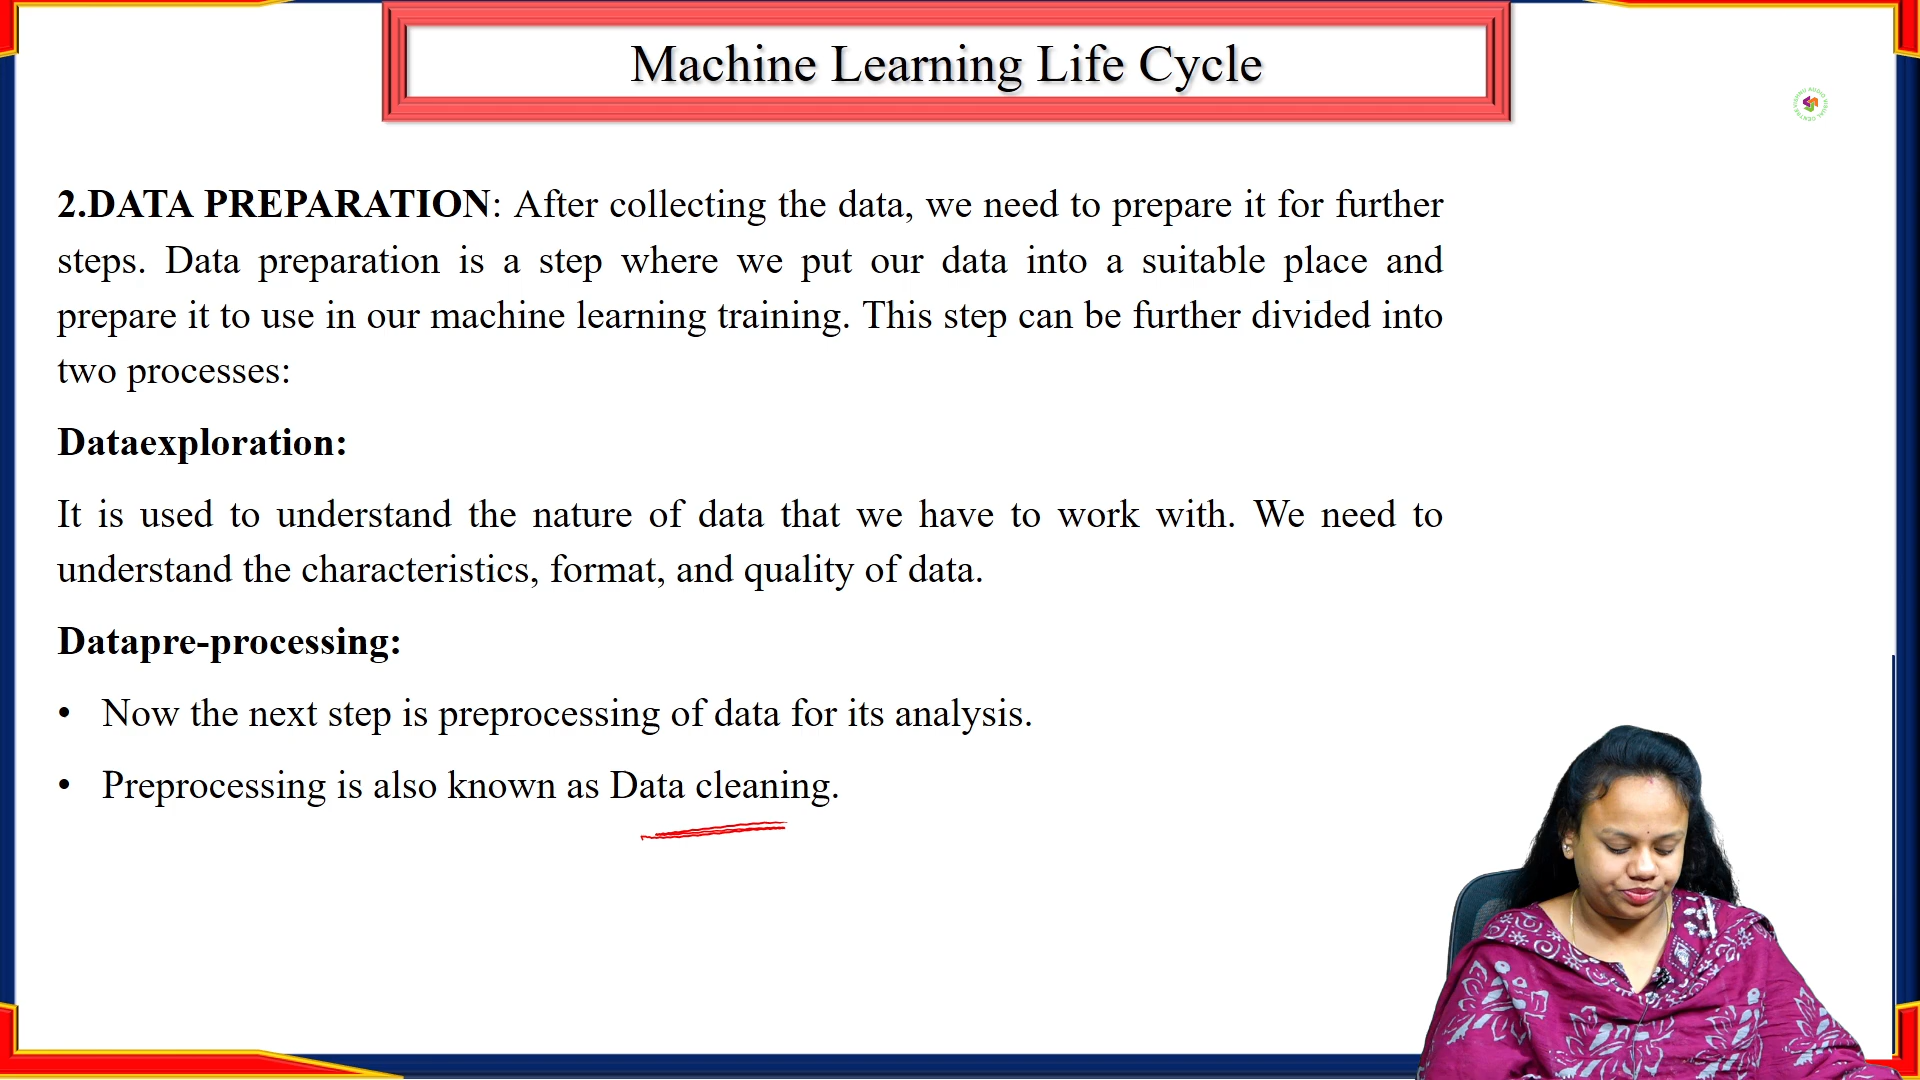 Machine Learning Life Cycle
2.DATA PREPARATION: After collecting the data, we need to prepare it for further
steps. Data preparation is a step where we put our data into a suitable place and
prepare it to use in our machine learning training. This step can be further divided into
two processes:
Dataexploration:
It is used to understand the nature of data that we have to work with. We need to
understand the characteristics, format, and quality of data.
Datapre-processing:
• Now the next step is preprocessing of data for its analysis.
• Preprocessing is also known as Data cleaning.